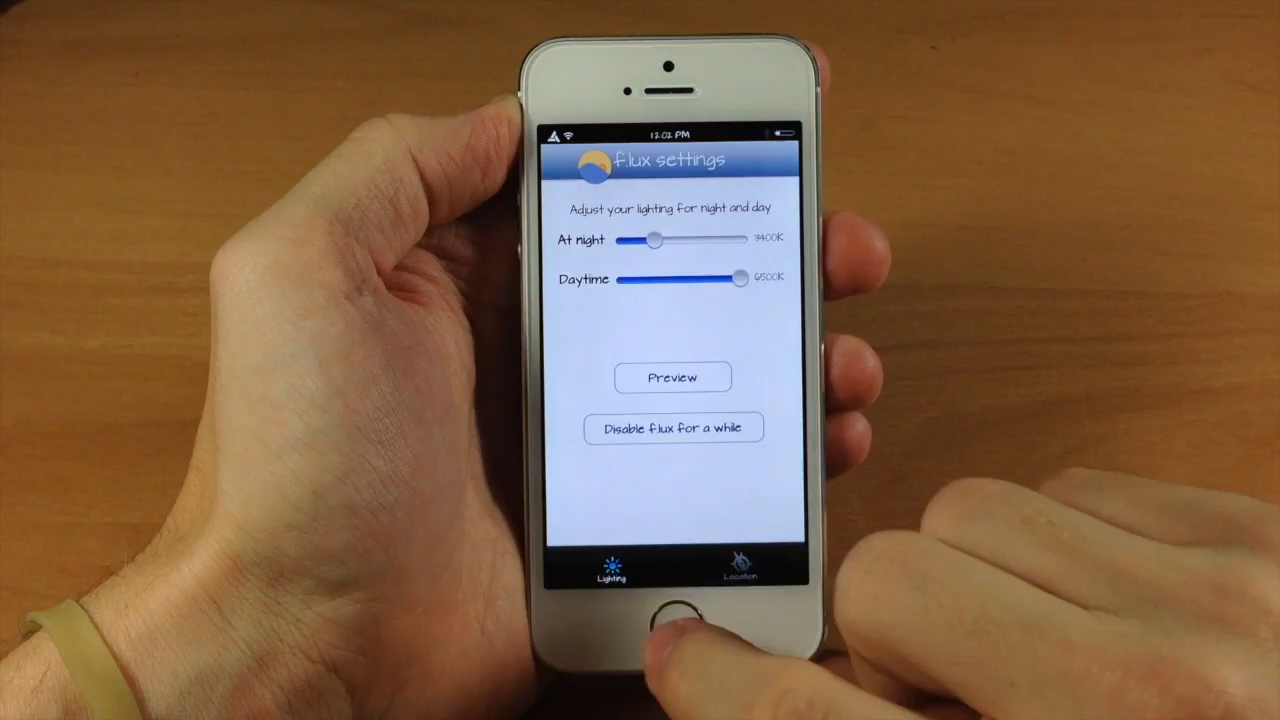 12:02 PM
f.lux settings
Adjust your lighting for night and day
At night 3400K
Daytime 6500K
Preview
Disable f.lux for a while
Lighting Location